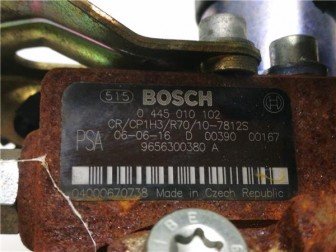 515 BOSCH
0 445 010 102
CR/CP1H3/R70/10-7812S
PSA 06-06-16 D 00390 00167
9656300380 A
04000670738 Made in Czech Republic